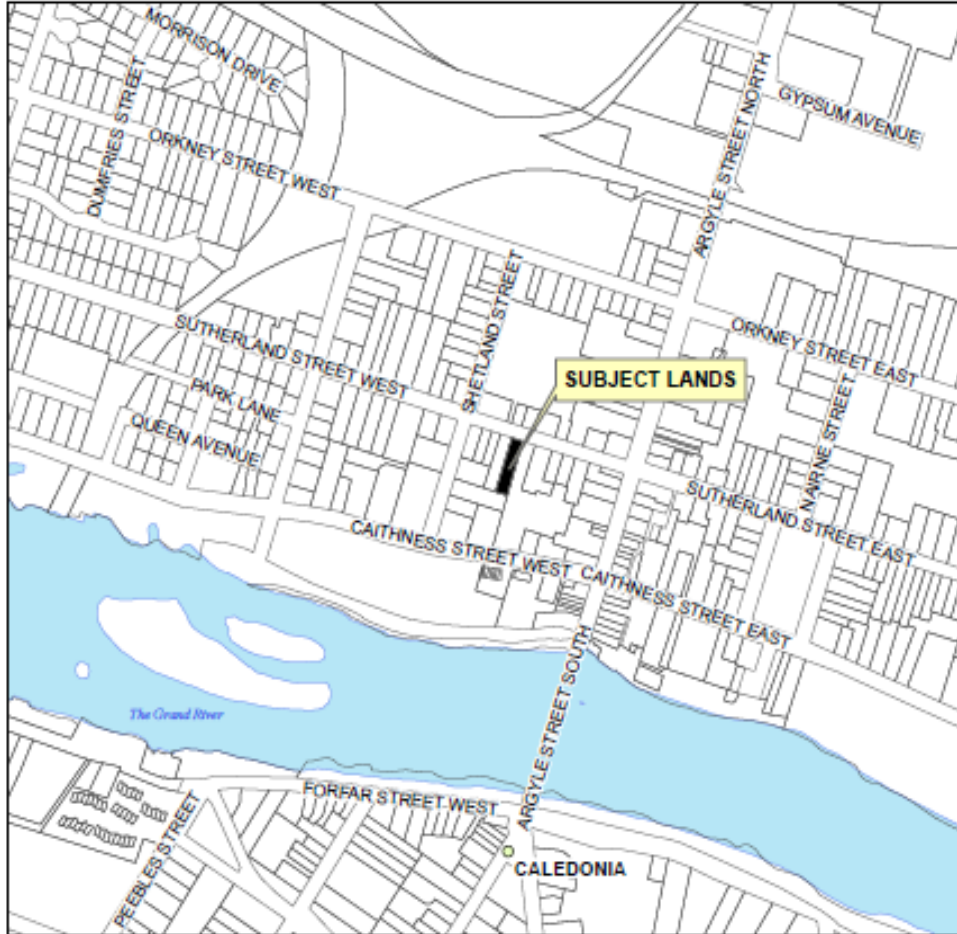 MORRISON DRIVE
DUMFRIES STREET
ORKNEY STREET WEST
ARGYLE STREET NORTH
GYPSUM AVENUE
SHETLAND STREET
SUTHERLAND STREET WEST
PARK LANE
QUEEN AVENUE
SUBJECT LANDS
ORKNEY STREET EAST
NAIRNE STREET
SUTHERLAND STREET EAST
CAITHNESS STREET WEST
CAITHNESS STREET EAST
The Grand River
ARGYLE STREET SOUTH
FORFAR STREET WEST
PEEBLES STREET
CALEDONIA